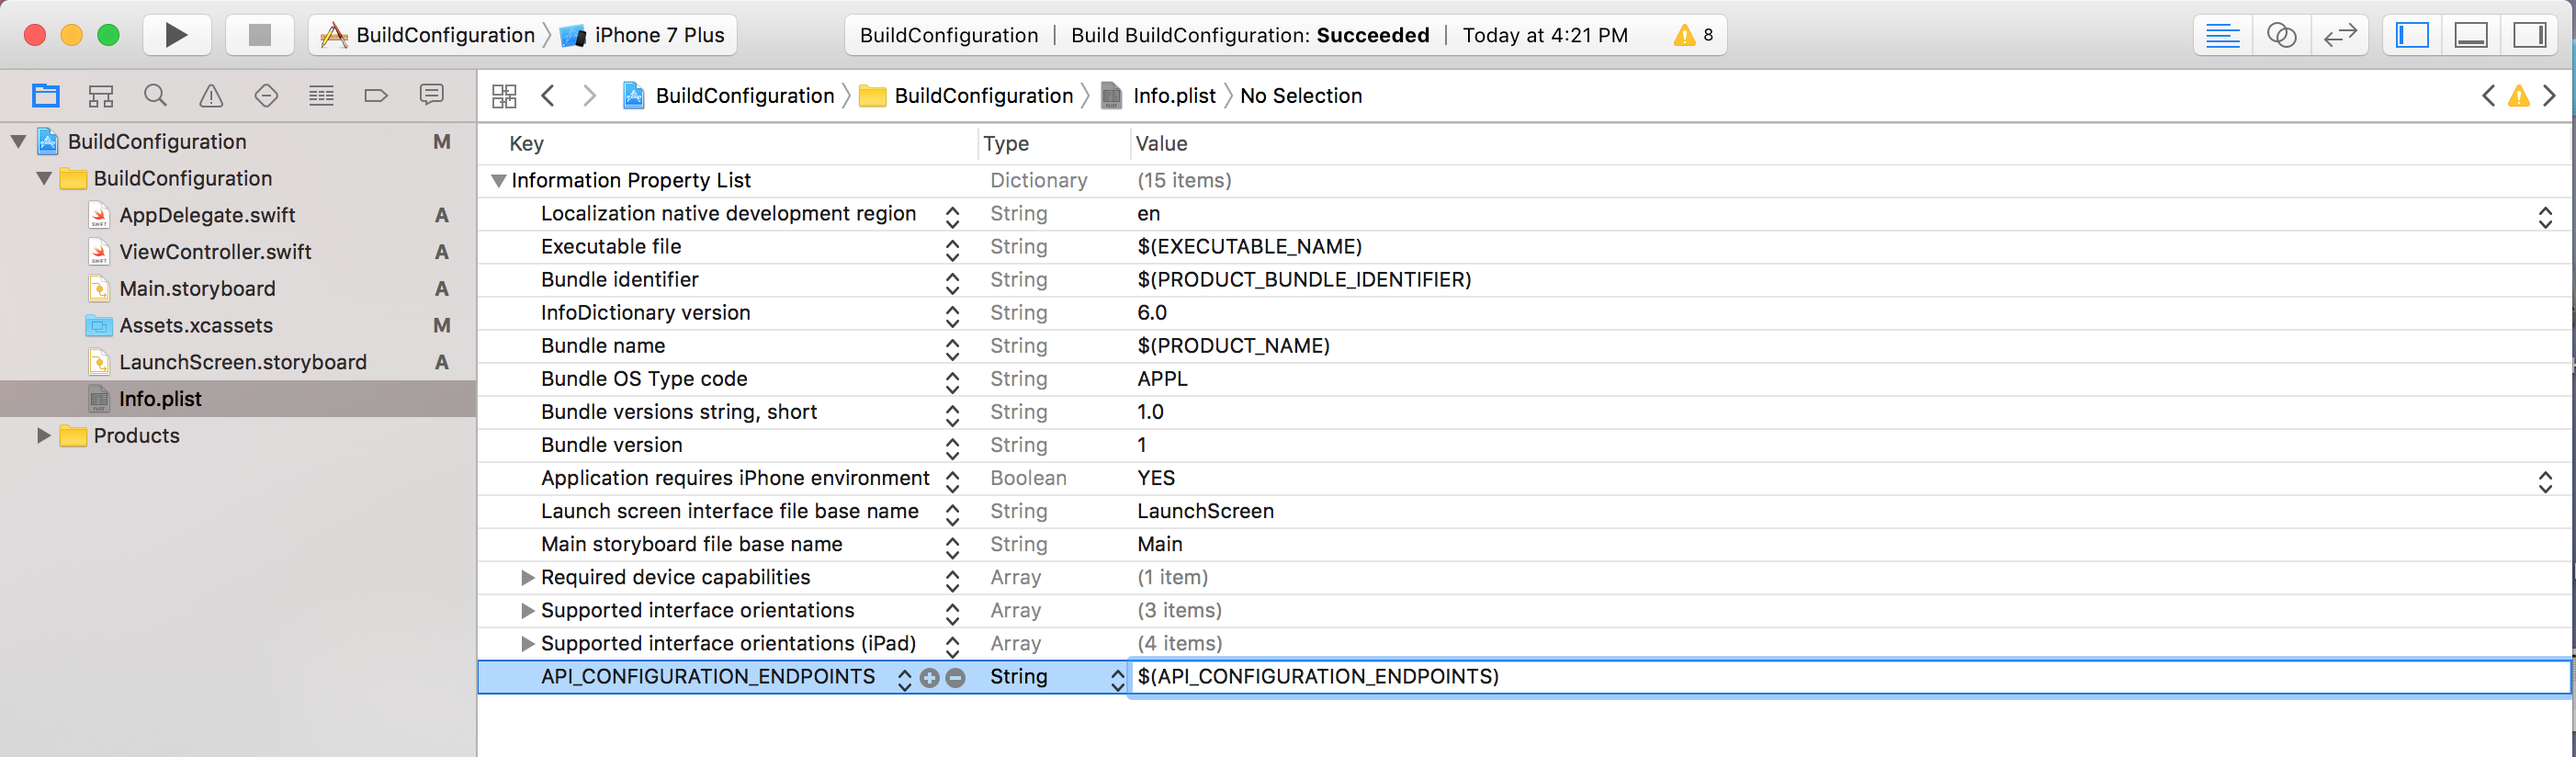 BuildConfiguration iPhone 7 Plus
BuildConfiguration | Build BuildConfiguration: Succeeded | Today at 4:21 PM 8
BuildConfiguration BuildConfiguration Info.plist No Selection
BuildConfiguration M
BuildConfiguration
AppDelegate.swift A
ViewController.swift A
Main.storyboard A
Assets.xcassets M
LaunchScreen.storyboard A
Info.plist
Products
Key Type Value
Information Property List Dictionary (15 items)
Localization native development region String en
Executable file String $(EXECUTABLE_NAME)
Bundle identifier String $(PRODUCT_BUNDLE_IDENTIFIER)
InfoDictionary version String 6.0
Bundle name String $(PRODUCT_NAME)
Bundle OS Type code String APPL
Bundle versions string, short String 1.0
Bundle version String 1
Application requires iPhone environment Boolean YES
Launch screen interface file base name String LaunchScreen
Main storyboard file base name String Main
Required device capabilities Array (1 item)
Supported interface orientations Array (3 items)
Supported interface orientations (iPad) Array (4 items)
API_CONFIGURATION_ENDPOINTS String $(API_CONFIGURATION_ENDPOINTS)